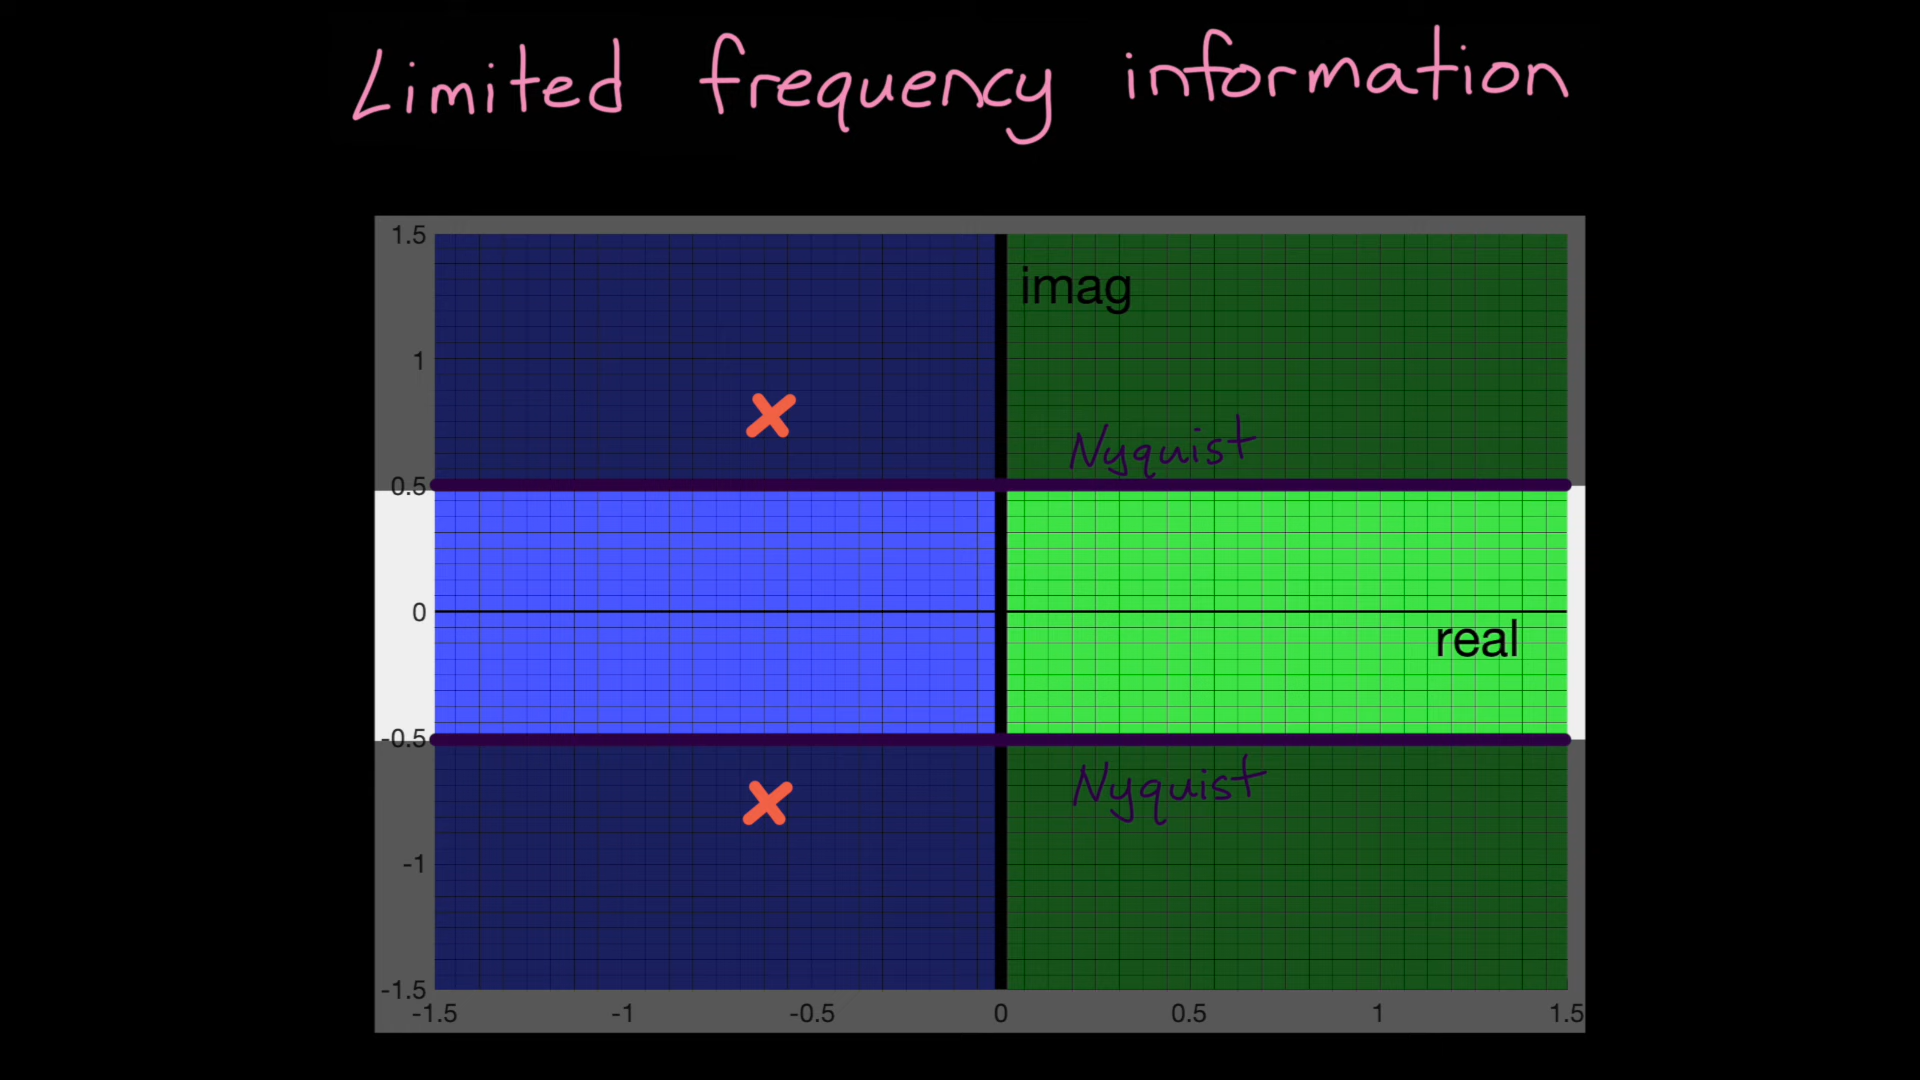 Limited frequency information
1.5
imag
1
Nyquist
0.5
0
real
-0.5
Nyquist
-1
-1.5
-1.5 -1 -0.5 0 0.5 1 1.5